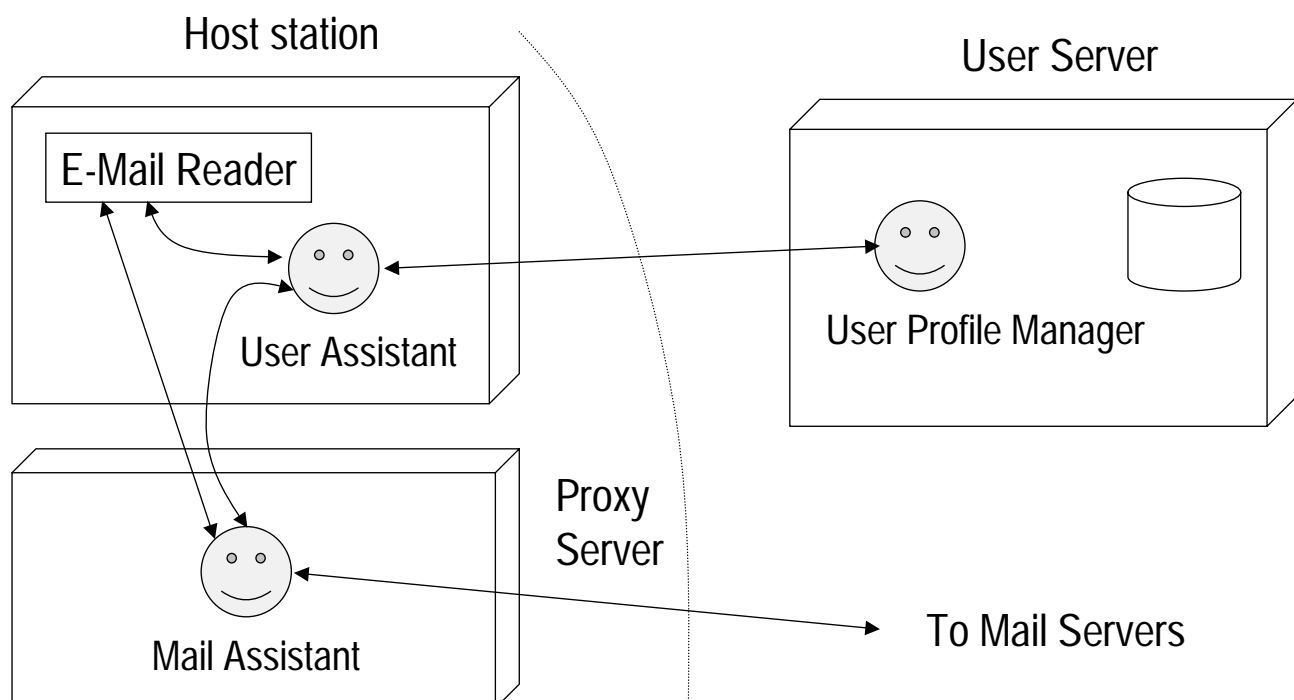 Host station
User Server
E-Mail Reader
User Assistant
User Profile Manager
Proxy
Server
Mail Assistant
To Mail Servers